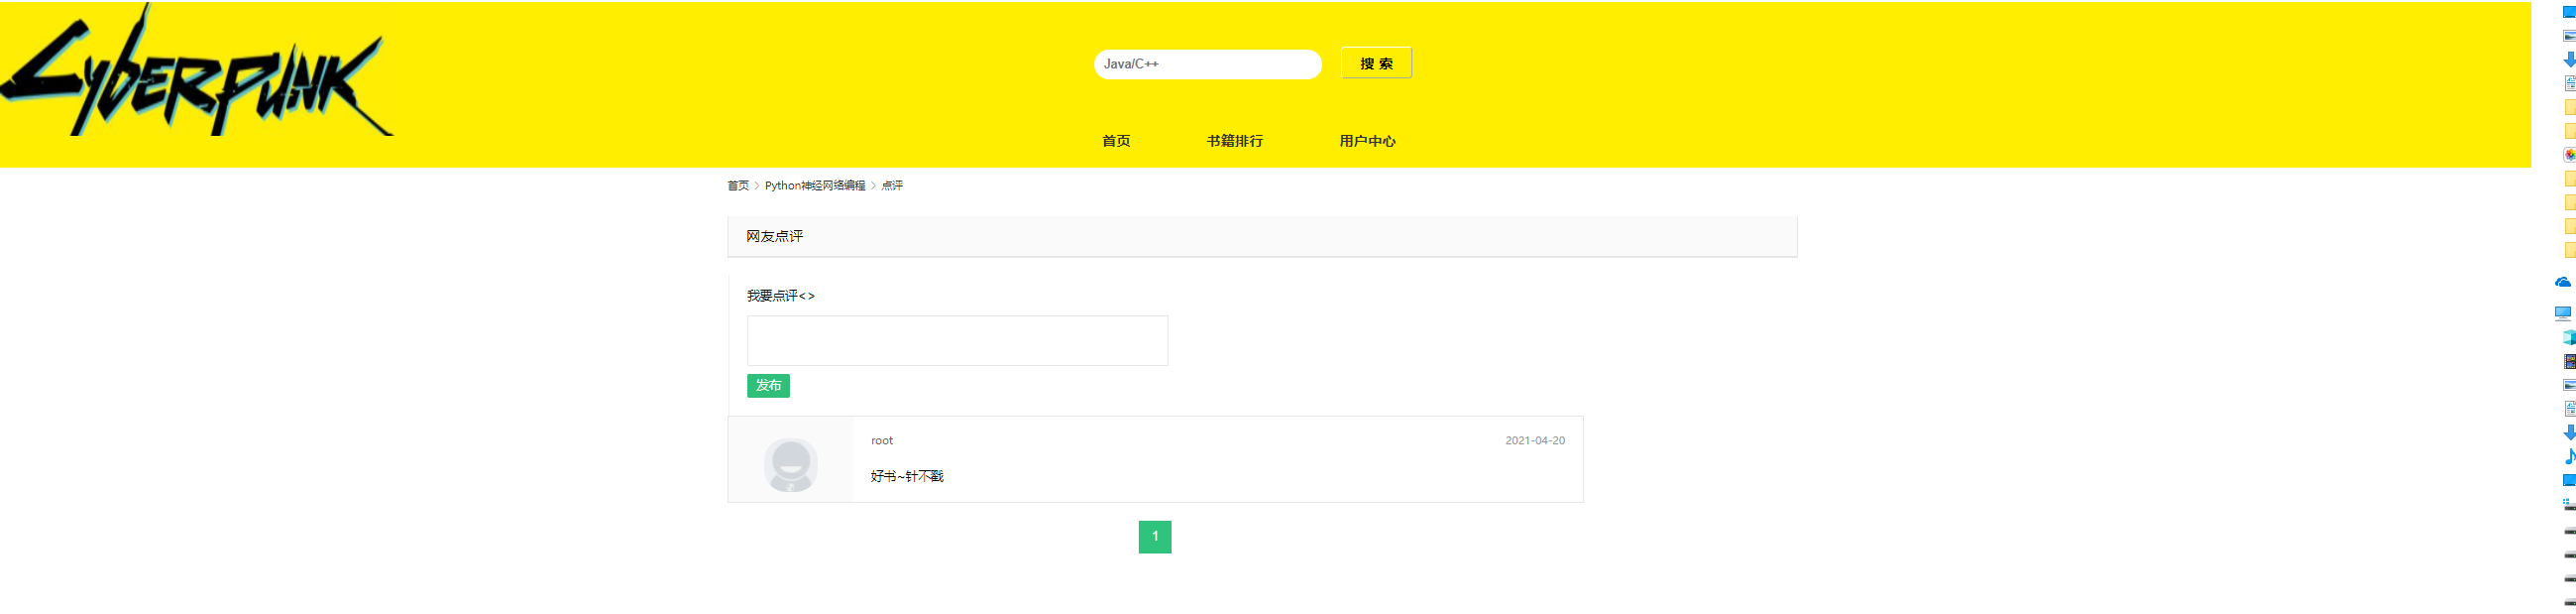 CYBERPUNK
Java/C++
搜 索
首页 书籍排行 用户中心
首页 > Python神经网络编程 > 点评
网友点评
我要点评<>
发布
root 2021-04-20
好书~针不戳
1